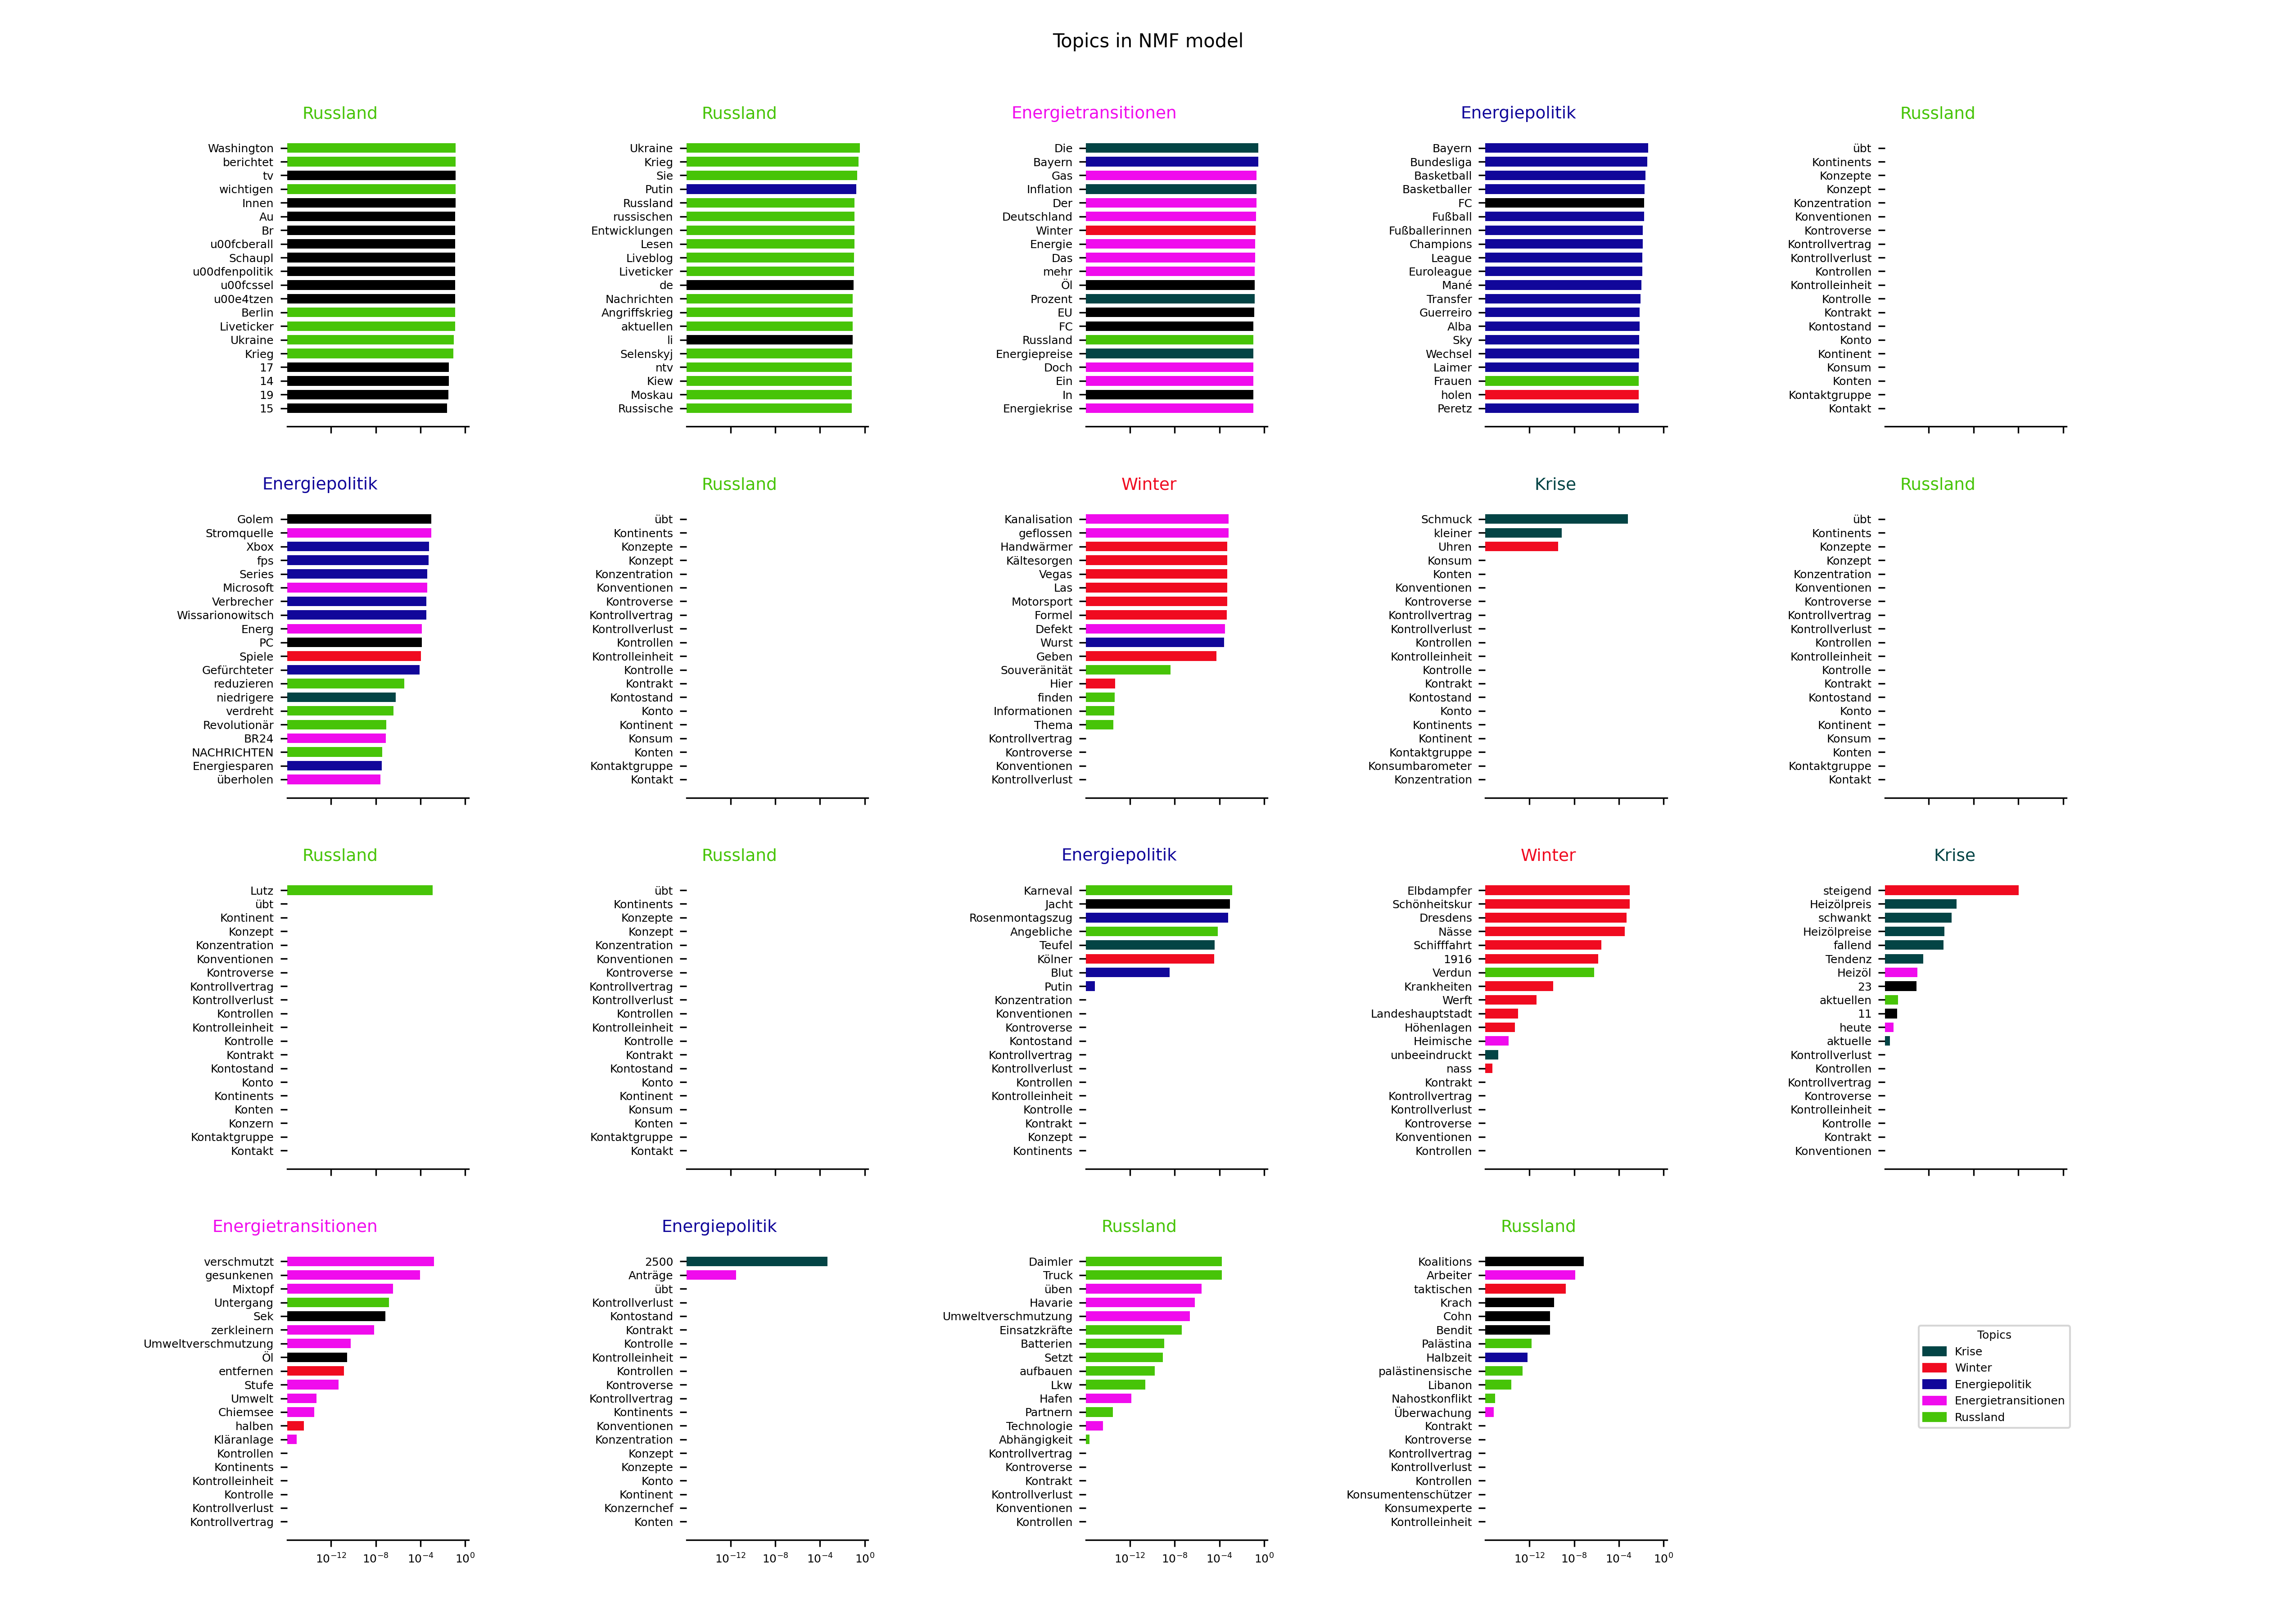 Topics in NMF model
Russland
Washington
berichtet
tv
wichtigen
Innen
Au
Br
u00fcberall
Schaupl
u00dfenpolitik
u00fcssel
u00e4tzen
Berlin
Liveticker
Ukraine
Krieg
17
14
19
15
Russland
Ukraine
Krieg
Sie
Putin
Russland
russischen
Entwicklungen
Lesen
Liveblog
Liveticker
de
Nachrichten
Angriffskrieg
aktuellen
li
Selenskyj
ntv
Kiew
Moskau
Russische
Energietransitionen
Die
Bayern
Gas
Inflation
Der
Deutschland
Winter
Energie
Das
mehr
Öl
Prozent
EU
FC
Russland
Energiepreise
Doch
Ein
In
Energiekrise
Energiepolitik
Bayern
Bundesliga
Basketball
Basketballer
FC
Fußball
Fußballerinnen
Champions
League
Euroleague
Mané
Transfer
Guerreiro
Alba
Sky
Wechsel
Laimer
Frauen
holen
Peretz
Russland
übt
Kontinents
Konzepte
Konzept
Konzentration
Konventionen
Kontroverse
Kontrollvertrag
Kontrollverlust
Kontrollen
Kontrolleinheit
Kontrolle
Kontrakt
Kontostand
Konto
Kontinent
Konsum
Konten
Kontaktgruppe
Kontakt
Energiepolitik
Golem
Stromquelle
Xbox
fps
Series
Microsoft
Verbrecher
Wissarionowitsch
Energ
PC
Spiele
Gefürchteter
reduzieren
niedrigere
verdreht
Revolutionär
BR24
NACHRICHTEN
Energiesparen
überholen
Russland
übt
Kontinents
Konzepte
Konzept
Konzentration
Konventionen
Kontroverse
Kontrollvertrag
Kontrollverlust
Kontrollen
Kontrolleinheit
Kontrolle
Kontrakt
Kontostand
Konto
Kontinent
Konsum
Konten
Kontaktgruppe
Kontakt
Winter
Kanalisation
geflossen
Handwärmer
Kältesorgen
Vegas
Las
Motorsport
Formel
Defekt
Wurst
Geben
Souveränität
Hier
finden
Informationen
Thema
Kontrollvertrag
Kontroverse
Konventionen
Kontrollverlust
Krise
Schmuck
kleiner
Uhren
Konsum
Konten
Konventionen
Kontroverse
Kontrollvertrag
Kontrollverlust
Kontrollen
Kontrolleinheit
Kontrolle
Kontrakt
Kontostand
Konto
Kontinents
Kontinent
Kontaktgruppe
Konsumbarometer
Konzentration
Russland
übt
Kontinents
Konzepte
Konzept
Konzentration
Konventionen
Kontroverse
Kontrollvertrag
Kontrollverlust
Kontrollen
Kontrolleinheit
Kontrolle
Kontrakt
Kontostand
Konto
Kontinent
Konsum
Konten
Kontaktgruppe
Kontakt
Russland
Lutz
übt
Kontinent
Konzept
Konzentration
Konventionen
Kontroverse
Kontrollvertrag
Kontrollverlust
Kontrollen
Kontrolleinheit
Kontrolle
Kontrakt
Kontostand
Konto
Kontinents
Konten
Konzern
Kontaktgruppe
Kontakt
Russland
übt
Kontinents
Konzepte
Konzept
Konzentration
Konventionen
Kontroverse
Kontrollvertrag
Kontrollverlust
Kontrollen
Kontrolleinheit
Kontrolle
Kontrakt
Kontostand
Konto
Kontinent
Konsum
Konten
Kontaktgruppe
Kontakt
Energiepolitik
Karneval
Jacht
Rosenmontagszug
Angebliche
Teufel
Kölner
Blut
Putin
Konzentration
Konventionen
Kontroverse
Kontostand
Kontrollvertrag
Kontrollverlust
Kontrollen
Kontrolleinheit
Kontrolle
Kontrakt
Konzept
Kontinents
Winter
Elbdampfer
Schönheitskur
Dresdens
Nässe
Schifffahrt
1916
Verdun
Krankheiten
Werft
Landeshauptstadt
Höhenlagen
Heimische
unbeeindruckt
nass
Kontrakt
Kontrollvertrag
Kontrollverlust
Kontroverse
Konventionen
Kontrollen
Krise
steigend
Heizölpreis
schwankt
Heizölpreise
fallend
Tendenz
Heizöl
23
aktuellen
11
heute
aktuelle
Kontrollverlust
Kontrollen
Kontrollvertrag
Kontroverse
Kontrolleinheit
Kontrolle
Kontrakt
Konventionen
Energietransitionen
verschmutzt
gesunkenen
Mixtopf
Untergang
Sek
zerkleinern
Umweltverschmutzung
Öl
entfernen
Stufe
Umwelt
Chiemsee
halben
Kläranlage
Kontrollen
Kontinents
Kontrolleinheit
Kontrolle
Kontrollverlust
Kontrollvertrag
10⁻¹² 10⁻⁸ 10⁻⁴ 10⁰
Energiepolitik
2500
Anträge
übt
Kontrollverlust
Kontostand
Kontrakt
Kontrolle
Kontrolleinheit
Kontrollen
Kontroverse
Kontrollvertrag
Kontinents
Konventionen
Konzentration
Konzept
Konzepte
Konto
Kontinent
Konzernchef
Konten
10⁻¹² 10⁻⁸ 10⁻⁴ 10⁰
Russland
Daimler
Truck
üben
Havarie
Umweltverschmutzung
Einsatzkräfte
Batterien
Setzt
aufbauen
Lkw
Hafen
Partnern
Technologie
Abhängigkeit
Kontrollvertrag
Kontroverse
Kontrakt
Kontrollverlust
Konventionen
Kontrollen
10⁻¹² 10⁻⁸ 10⁻⁴ 10⁰
Russland
Koalitions
Arbeiter
taktischen
Krach
Cohn
Bendit
Palästina
Halbzeit
palästinensische
Libanon
Nahostkonflikt
Überwachung
Kontrakt
Kontroverse
Kontrollvertrag
Kontrollverlust
Kontrollen
Konsumentenschützer
Konsumexperte
Kontrolleinheit
10⁻¹² 10⁻⁸ 10⁻⁴ 10⁰
Topics
Krise
Winter
Energiepolitik
Energietransitionen
Russland